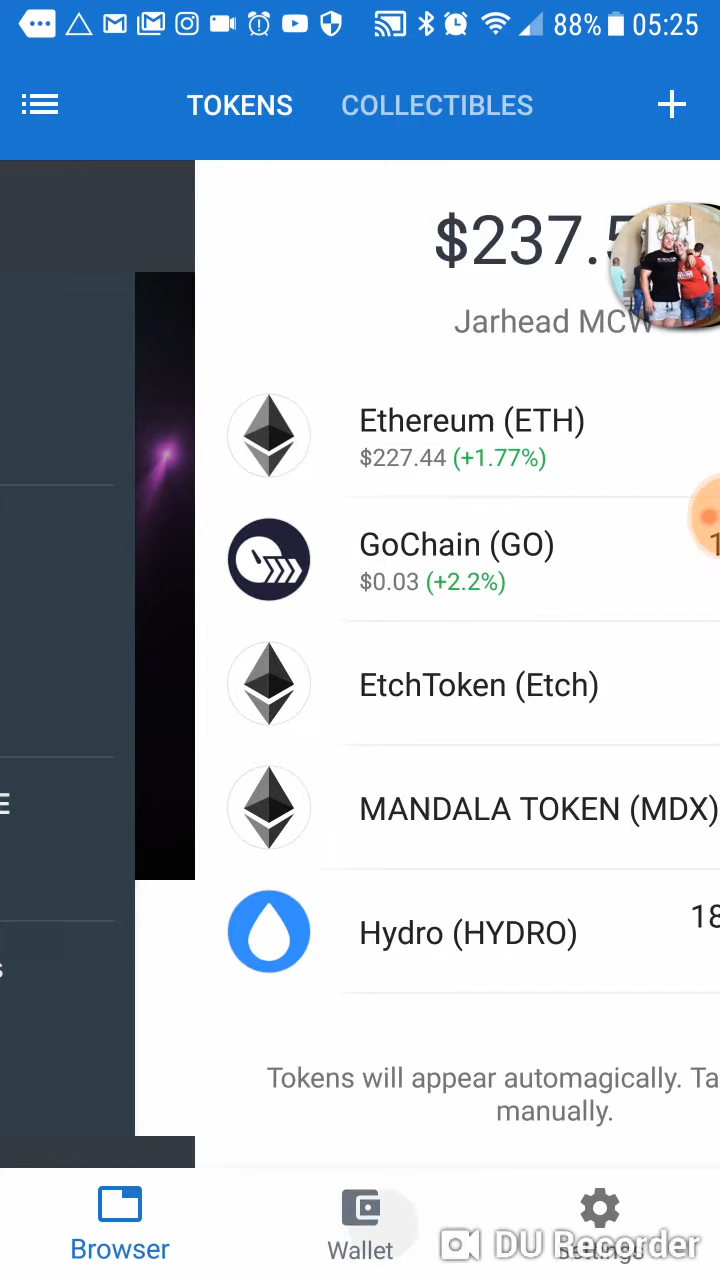 88% 05:25
TOKENS COLLECTIBLES
$237.5
Jarhead MCW
Ethereum (ETH)
$227.44 (+1.77%)
GoChain (GO)
1
$0.03 (+2.2%)
EtchToken (Etch)
E
MANDALA TOKEN (MDX)
18
Hydro (HYDRO)
s
Tokens will appear automagically. Ta
manually.
Browser
Wallet
Settings
DU Recorder